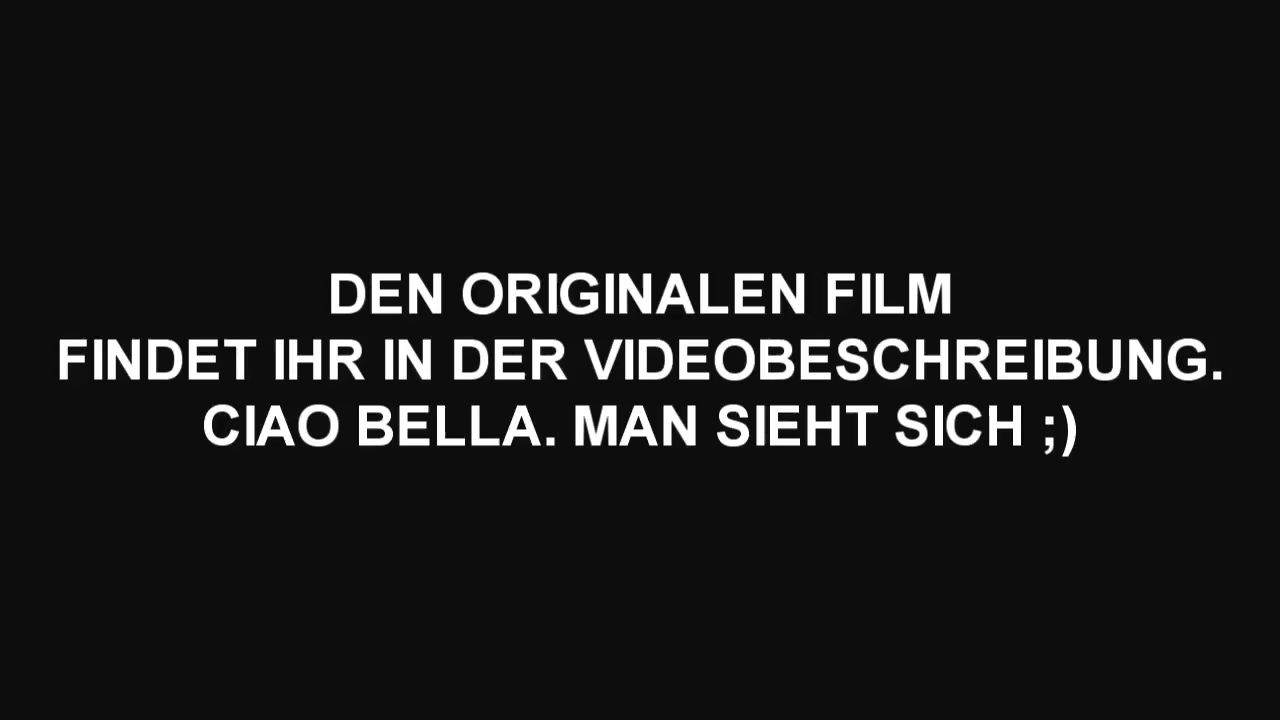 DEN ORIGINALEN FILM
FINDET IHR IN DER VIDEOBESCHREIBUNG.
CIAO BELLA. MAN SIEHT SICH ;)